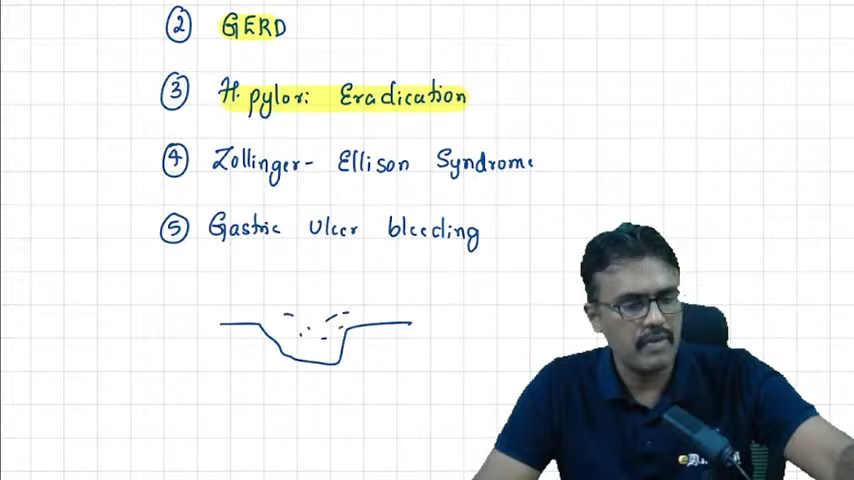 ② GERD
③ H. pylori Eradication
④ Zollinger- Ellison Syndrome
⑤ Gastric Ulcer bleeding